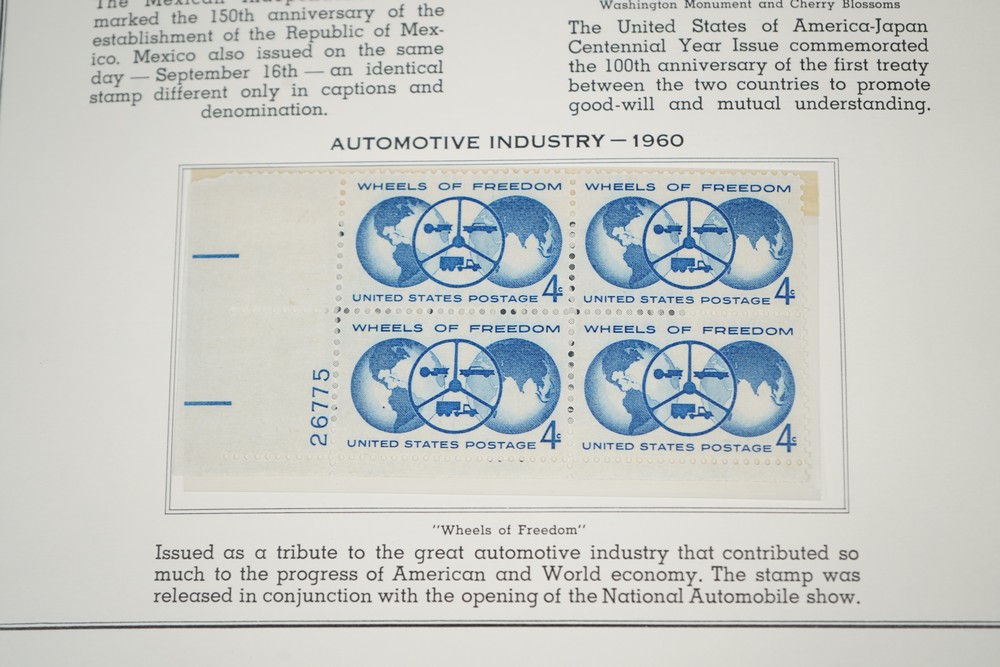 The Mexican
marked the 150th anniversary of the
establishment of the Republic of Mex-
ico. Mexico also issued on the same
day — September 16th — an identical
stamp different only in captions and
denomination.
Washington Monument and Cherry Blossoms
The United States of America-Japan
Centennial Year Issue commemorated
the 100th anniversary of the first treaty
between the two countries to promote
good-will and mutual understanding.
AUTOMOTIVE INDUSTRY — 1960
WHEELS OF FREEDOM
UNITED STATES POSTAGE 4c
WHEELS OF FREEDOM
UNITED STATES POSTAGE 4c
WHEELS OF FREEDOM
UNITED STATES POSTAGE 4c
WHEELS OF FREEDOM
UNITED STATES POSTAGE 4c
26775
"Wheels of Freedom"
Issued as a tribute to the great automotive industry that contributed so
much to the progress of American and World economy. The stamp was
released in conjunction with the opening of the National Automobile show.